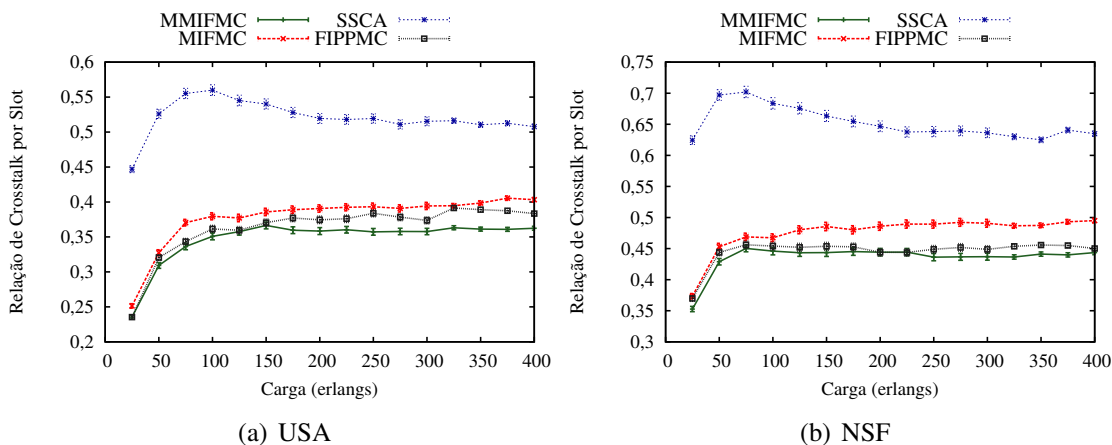 MMIFMC SSCA
MIFMC FIPPMC
0,6
0,55
0,5
0,45
0,4
0,35
0,3
0,25
0,2
Relação de Crosstalk por Slot
50 100 150 200 250 300 350 400
Carga (erlangs)
(a) USA
MMIFMC SSCA
MIFMC FIPPMC
0,75
0,7
0,65
0,6
0,55
0,5
0,45
0,4
0,35
0,3
Relação de Crosstalk por Slot
50 100 150 200 250 300 350 400
Carga (erlangs)
(b) NSF